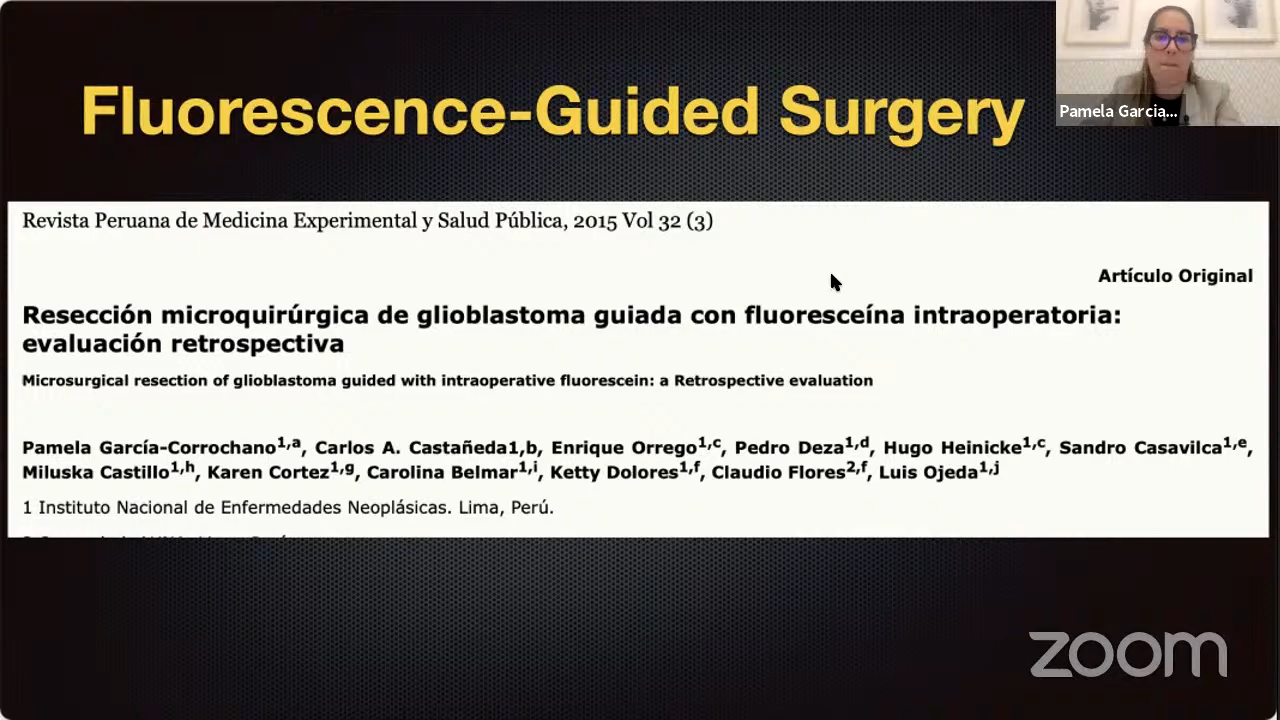 Fluorescence-Guided Surgery
Pamela Garcia...
Revista Peruana de Medicina Experimental y Salud Pública, 2015 Vol 32 (3)
Artículo Original
Resección microquirúrgica de glioblastoma guiada con fluoresceína intraoperatoria:
evaluación retrospectiva
Microsurgical resection of glioblastoma guided with intraoperative fluorescein: a Retrospective evaluation
Pamela García-Corrochano1,a, Carlos A. Castañeda1,b, Enrique Orrego1,c, Pedro Deza1,d, Hugo Heinicke1,c, Sandro Casavilca1,e,
Miluska Castillo1,h, Karen Cortez1,g, Carolina Belmar1,i, Ketty Dolores1,f, Claudio Flores2,f, Luis Ojeda1,j
1 Instituto Nacional de Enfermedades Neoplásicas. Lima, Perú.
zoom